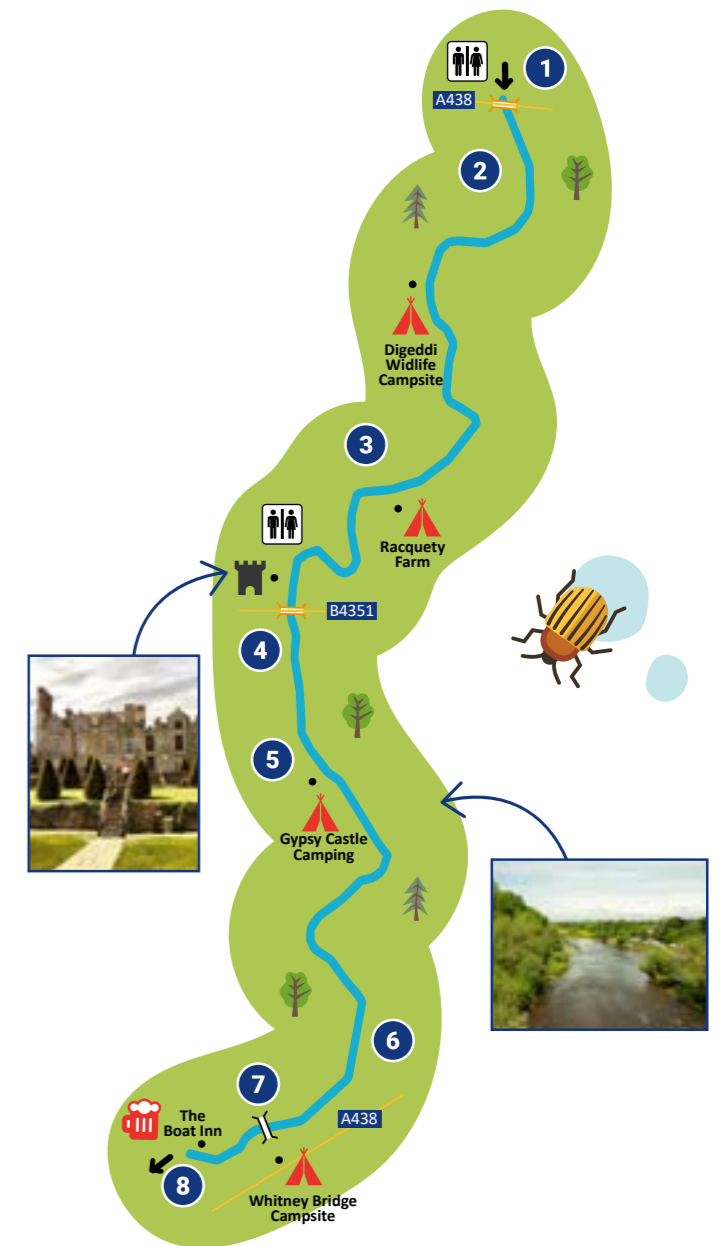 1
A438
2
Digeddi
Widlife
Campsite
3
Racquety
Farm
B4351
4
5
Gypsy Castle
Camping
6
7
A438
The
Boat Inn
8
Whitney Bridge
Campsite